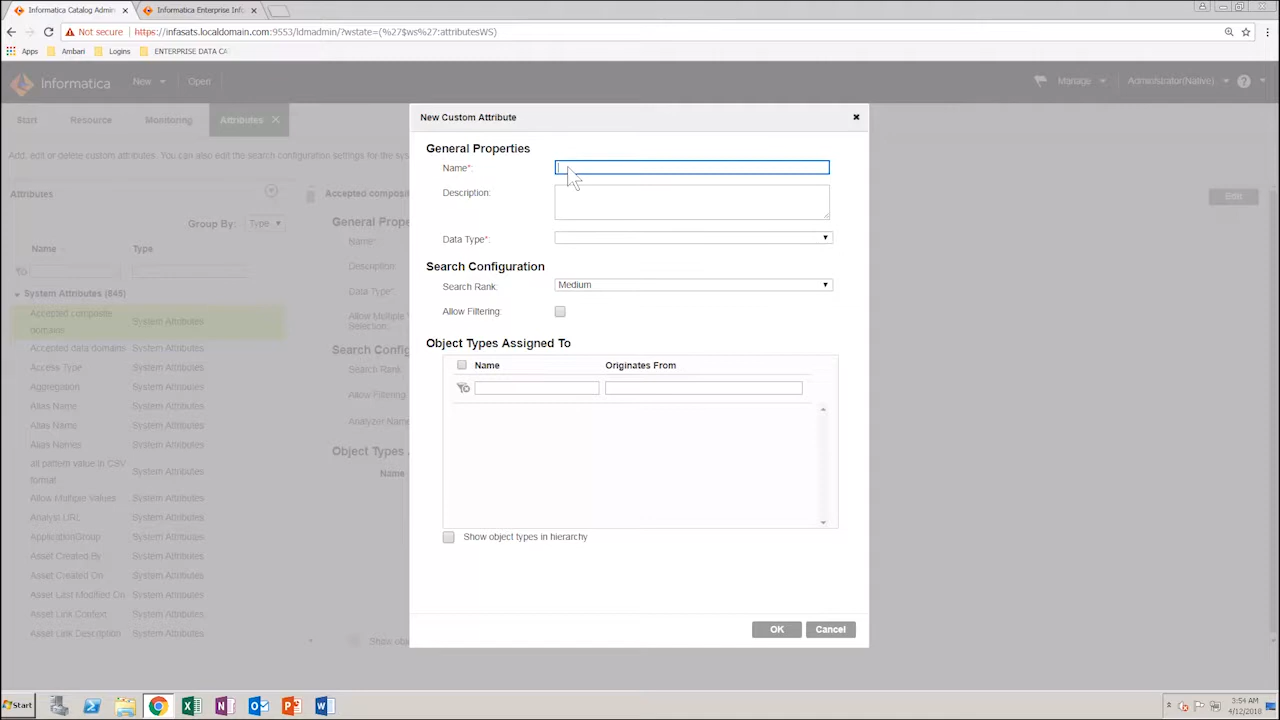 Informatica Catalog Admin
Informatica Enterprise Info
Not secure
https://infasats.localdomain.com:9553/ldmadmin/?wstate=(%27$ws%27:attributesWS)
Apps
Ambari
Logins
ENTERPRISE DATA CA
Informatica
New
Open
Manage
Administrator(Native)
Start
Resource
Monitoring
Attributes
Add, edit or delete custom attributes. You can also edit the search configuration settings for the sys
Attributes
Accepted composi
Edit
Group By:
Type
General Prope
Name*:
Description:
Data Type*:
Allow Multiple V
Selection:
Search Config
Search Rank:
Allow Filtering:
Analyzer Name
Object Types A
Name
Show objec
Name
Type
System Attributes (645)
Accepted composite domains
System Attributes
Accepted data domains
System Attributes
Access Type
System Attributes
Aggregation
System Attributes
Alias Name
System Attributes
Alias Name
System Attributes
Alias Names
System Attributes
all pattern value in CSV format
System Attributes
Allow Multiple Values
System Attributes
Analyst URL
System Attributes
ApplicationGroup
System Attributes
Asset Created By
System Attributes
Asset Created On
System Attributes
Asset Last Modified On
System Attributes
Asset Link Context
System Attributes
Asset Link Description
System Attributes
New Custom Attribute
General Properties
Name*:
Description:
Data Type*:
Search Configuration
Search Rank:
Medium
Allow Filtering:
Object Types Assigned To
Name
Originates From
Show object types in hierarchy
OK
Cancel
Start
3:54 AM
4/12/2018